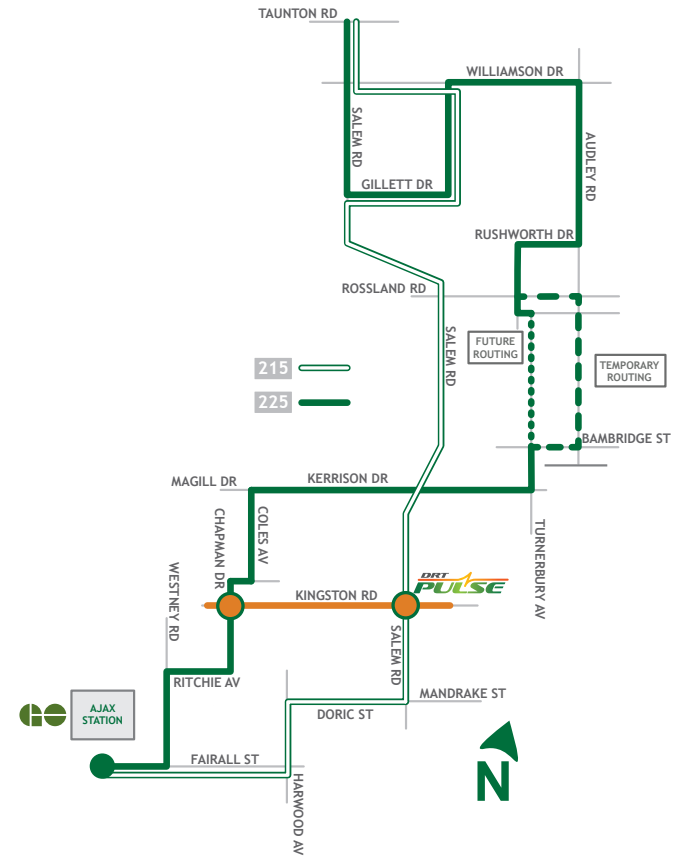 TAUNTON RD
WILLIAMSON DR
SALEM RD
AUDLEY RD
GILLETT DR
RUSHWORTH DR
ROSSLAND RD
SALEM RD
FUTURE
ROUTING
215
TEMPORARY
ROUTING
225
BAMBRIDGE ST
MAGILL DR
KERRISON DR
CHAPMAN DR
COLES AV
TURNERBURY AV
WESTNEY RD
DRT
PULSE
KINGSTON RD
SALEM RD
RITCHIE AV
MANDRAKE ST
GO
AJAX
STATION
DORIC ST
FAIRALL ST
HARWOOD AV
N